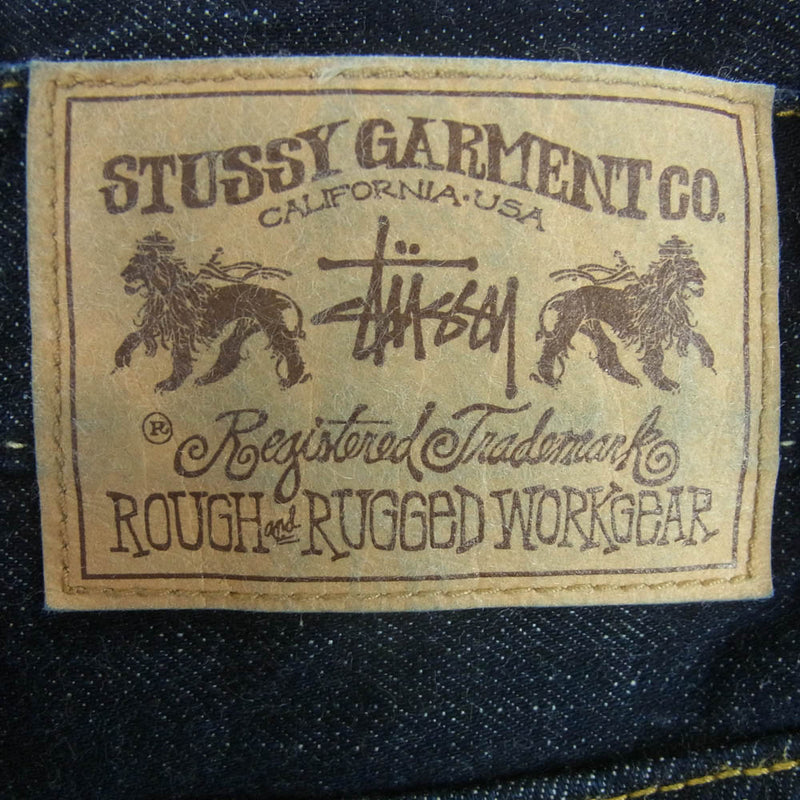 STUSSY GARMENT CO.
CALIFORNIA·USA
Stüssy
® Registered Trademark
ROUGH and RUGGED WORKGEAR